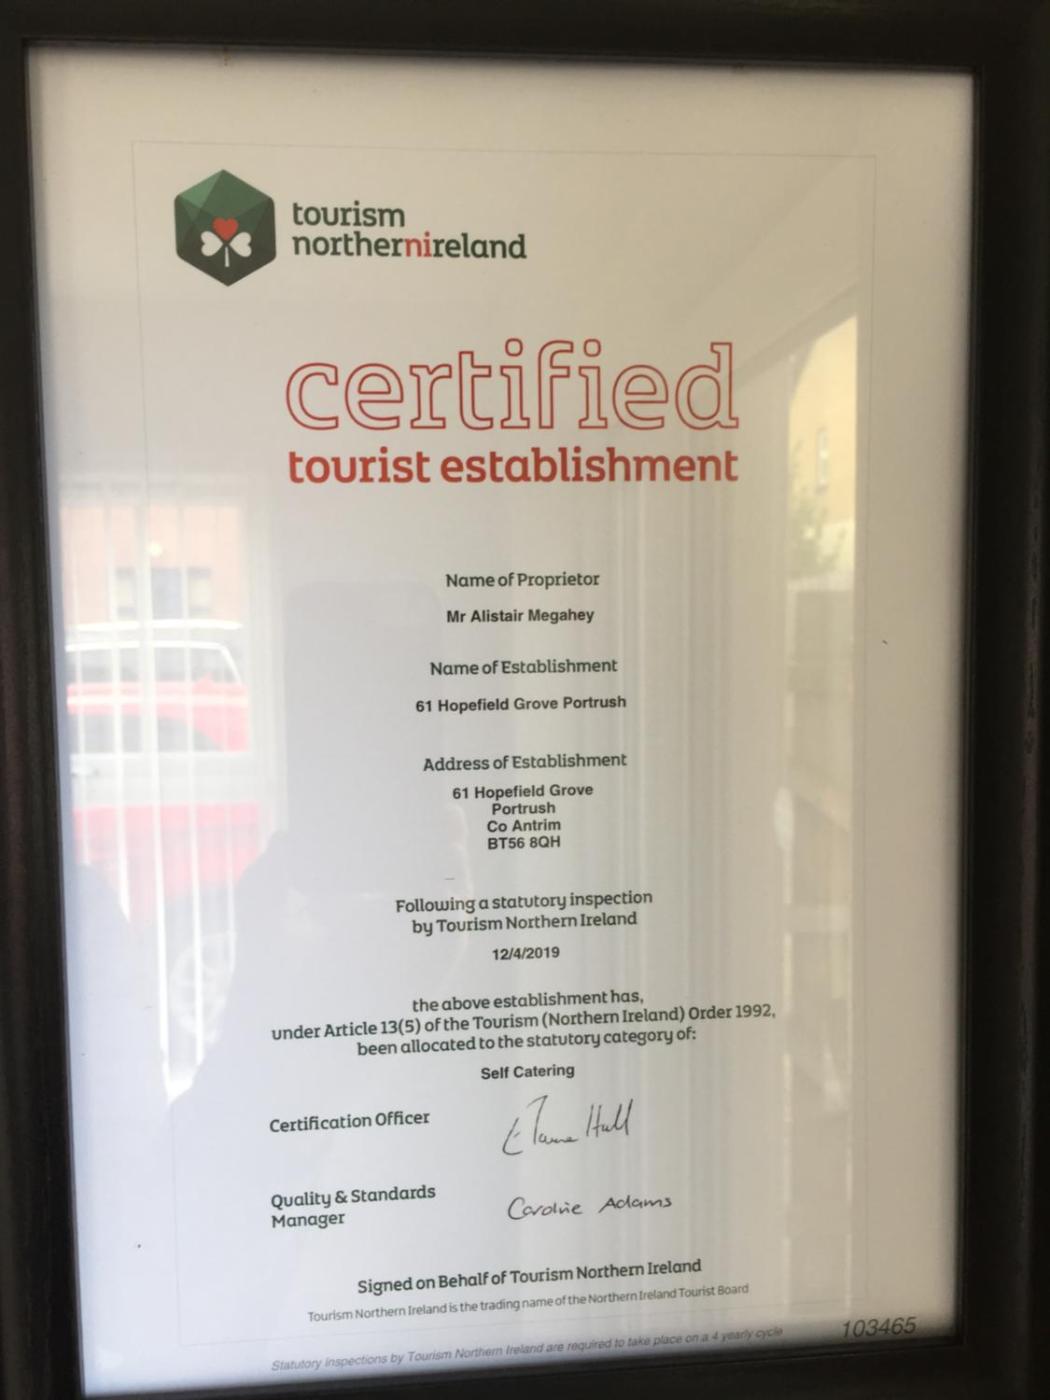 tourism
northernireland
certified
tourist establishment
Name of Proprietor
Mr Alistair Megahey
Name of Establishment
61 Hopefield Grove Portrush
Address of Establishment
61 Hopefield Grove
Portrush
Co Antrim
BT56 8QH
Following a statutory inspection
by Tourism Northern Ireland
12/4/2019
the above establishment has,
under Article 13(5) of the Tourism (Northern Ireland) Order 1992,
been allocated to the statutory category of:
Self Catering
Certification Officer
Hull
Quality & Standards
Manager
Caroline Adams
Signed on Behalf of Tourism Northern Ireland
Tourism Northern Ireland is the trading name of the Northern Ireland Tourist Board
Statutory Inspections by Tourism Northern Ireland are required to take place on a 4 yearly cycle
103465